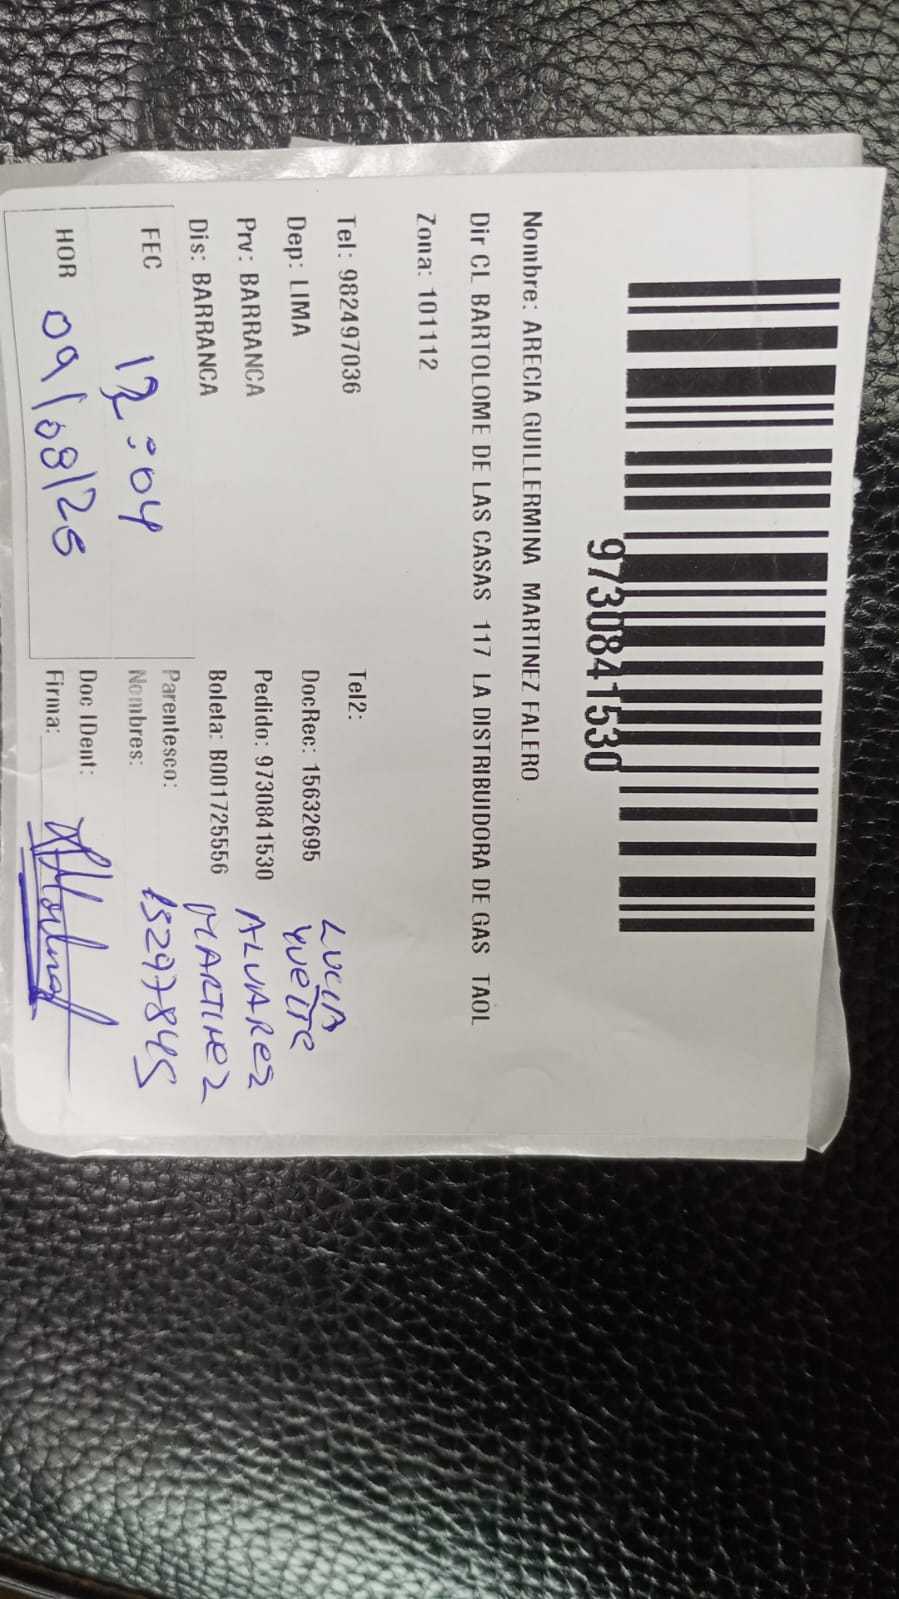 9730841530
Nombre: ARECIA GUILLERMINA MARTINEZ FALERO
Dir CL BARTOLOME DE LAS CASAS 117 LA DISTRIBUIDORA DE GAS TAOL
Zona: 101112
Tel: 982497036
Tel2:
Dep: LIMA
DocRec: 15632695
Prv: BARRANCA
Pedido: 9730841530
Dis: BARRANCA
Boleta: B001725556
FEC 12:04
HOR 09/08/25
Parentesco:
Nombres:
Doc IDent:
Firma:
LUCIA
ALVAREZ
MARTINEZ
15297845